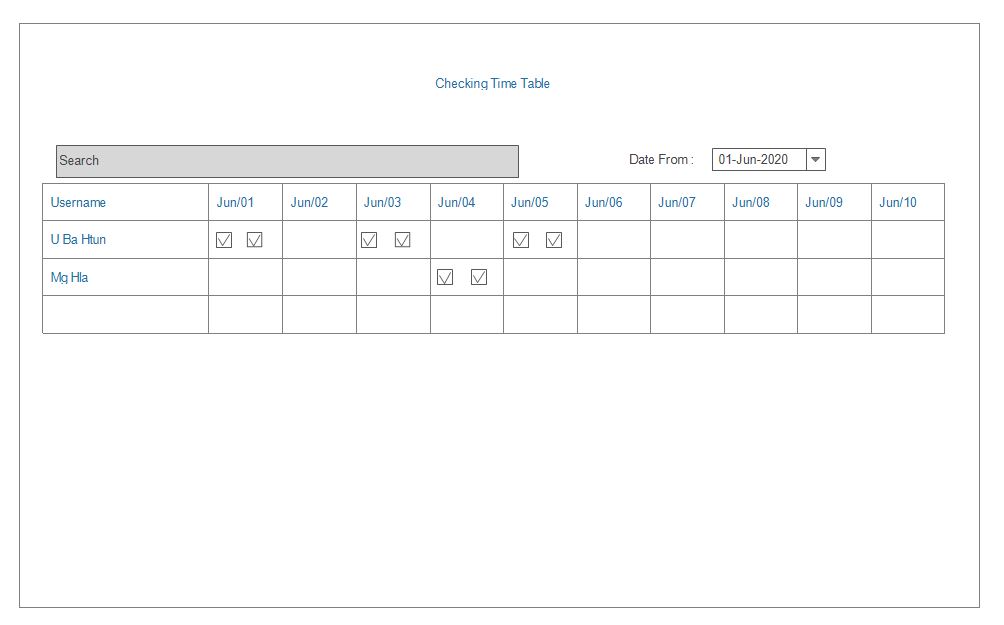 Checking Time Table
Search
Date From :
01-Jun-2020
Username Jun/01 Jun/02 Jun/03 Jun/04 Jun/05 Jun/06 Jun/07 Jun/08 Jun/09 Jun/10
U Ba Htun
Mg Hla